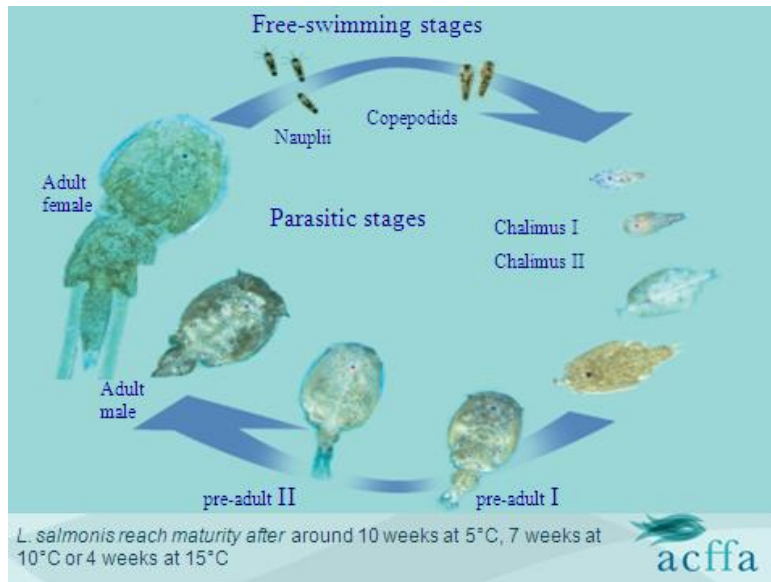 Free-swimming stages
Nauplii
Copepodids
Adult
female
Parasitic stages
Chalimus I
Chalimus II
Adult
male
pre-adult II
pre-adult I
L. salmonis reach maturity after around 10 weeks at 5°C, 7 weeks at
10°C or 4 weeks at 15°C
acffa